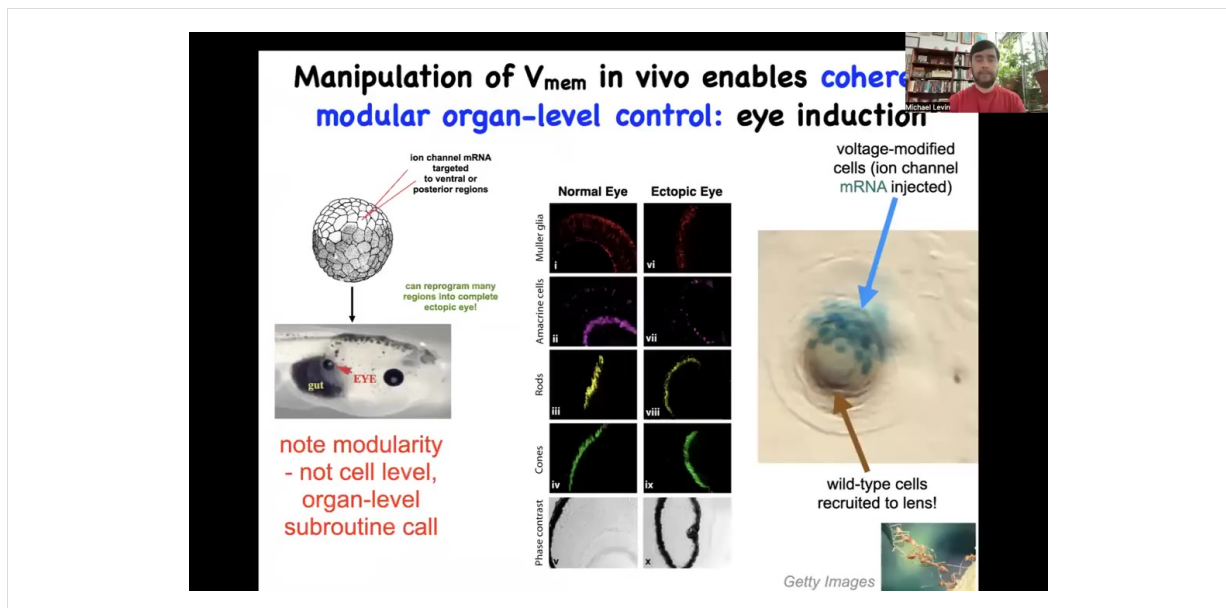 Manipulation of Vmem in vivo enables cohere
modular organ-level control: eye induction
Michael Levin
ion channel mRNA
targeted
to ventral or
posterior regions
can reprogram many
regions into complete
ectopic eye!
gut
EYE
note modularity
- not cell level,
organ-level
subroutine call
Normal Eye Ectopic Eye
Muller glia
i vi
Amacrine cells
ii vii
Rods
iii viii
Cones
iv ix
Phase contrast
v x
voltage-modified
cells (ion channel
mRNA injected)
wild-type cells
recruited to lens!
Getty Images